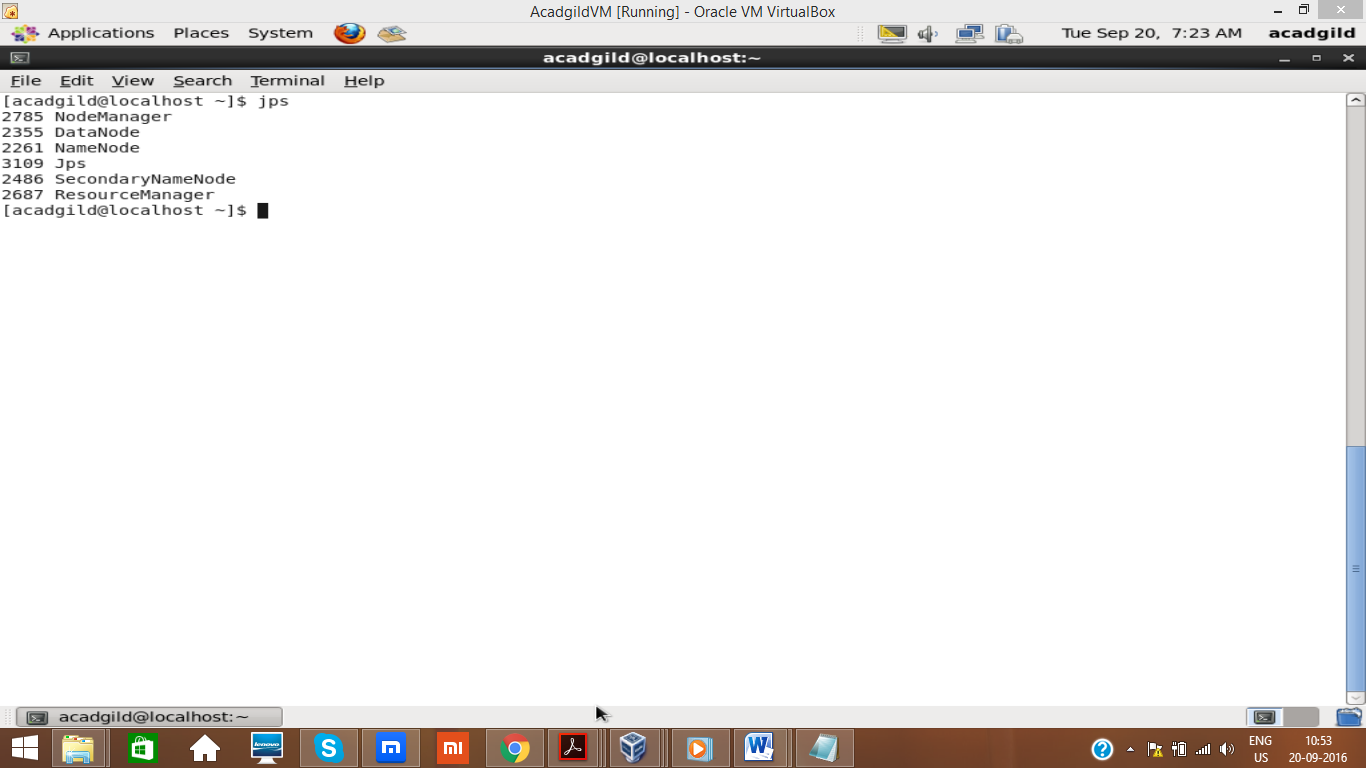 AcadgildVM [Running] - Oracle VM VirtualBox
Applications Places System Tue Sep 20, 7:23 AM acadgild
acadgild@localhost:~
File Edit View Search Terminal Help
[acadgild@localhost ~]$ jps
2785 NodeManager
2355 DataNode
2261 NameNode
3109 Jps
2486 SecondaryNameNode
2687 ResourceManager
[acadgild@localhost ~]$
acadgild@localhost:~
lenovo
ENG 10:53
US 20-09-2016